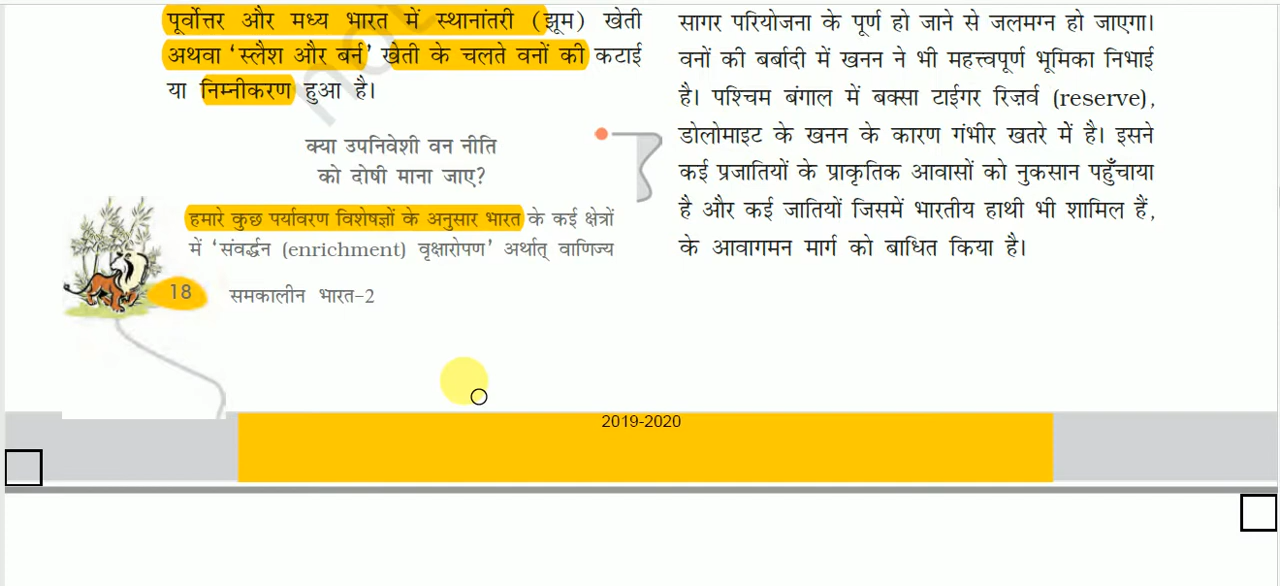 पूर्वोत्तर और मध्य भारत में स्थानांतरी (झूम) खेती
अथवा ‘स्लैश और बर्न’ खेती के चलते वनों की कटाई
या निम्नीकरण हुआ है।
क्या उपनिवेशी वन नीति
को दोषी माना जाए?
हमारे कुछ पर्यावरण विशेषज्ञों के अनुसार भारत के कई क्षेत्रों
में ‘संवर्द्धन (enrichment) वृक्षारोपण’ अर्थात् वाणिज्य
18 समकालीन भारत-2
सागर परियोजना के पूर्ण हो जाने से जलमग्न हो जाएगा।
वनों की बर्बादी में खनन ने भी महत्त्वपूर्ण भूमिका निभाई
है। पश्चिम बंगाल में बक्सा टाईगर रिज़र्व (reserve),
डोलोमाइट के खनन के कारण गंभीर खतरे में है। इसने
कई प्रजातियों के प्राकृतिक आवासों को नुकसान पहुँचाया
है और कई जातियों जिसमें भारतीय हाथी भी शामिल हैं,
के आवागमन मार्ग को बाधित किया है।
2019-2020